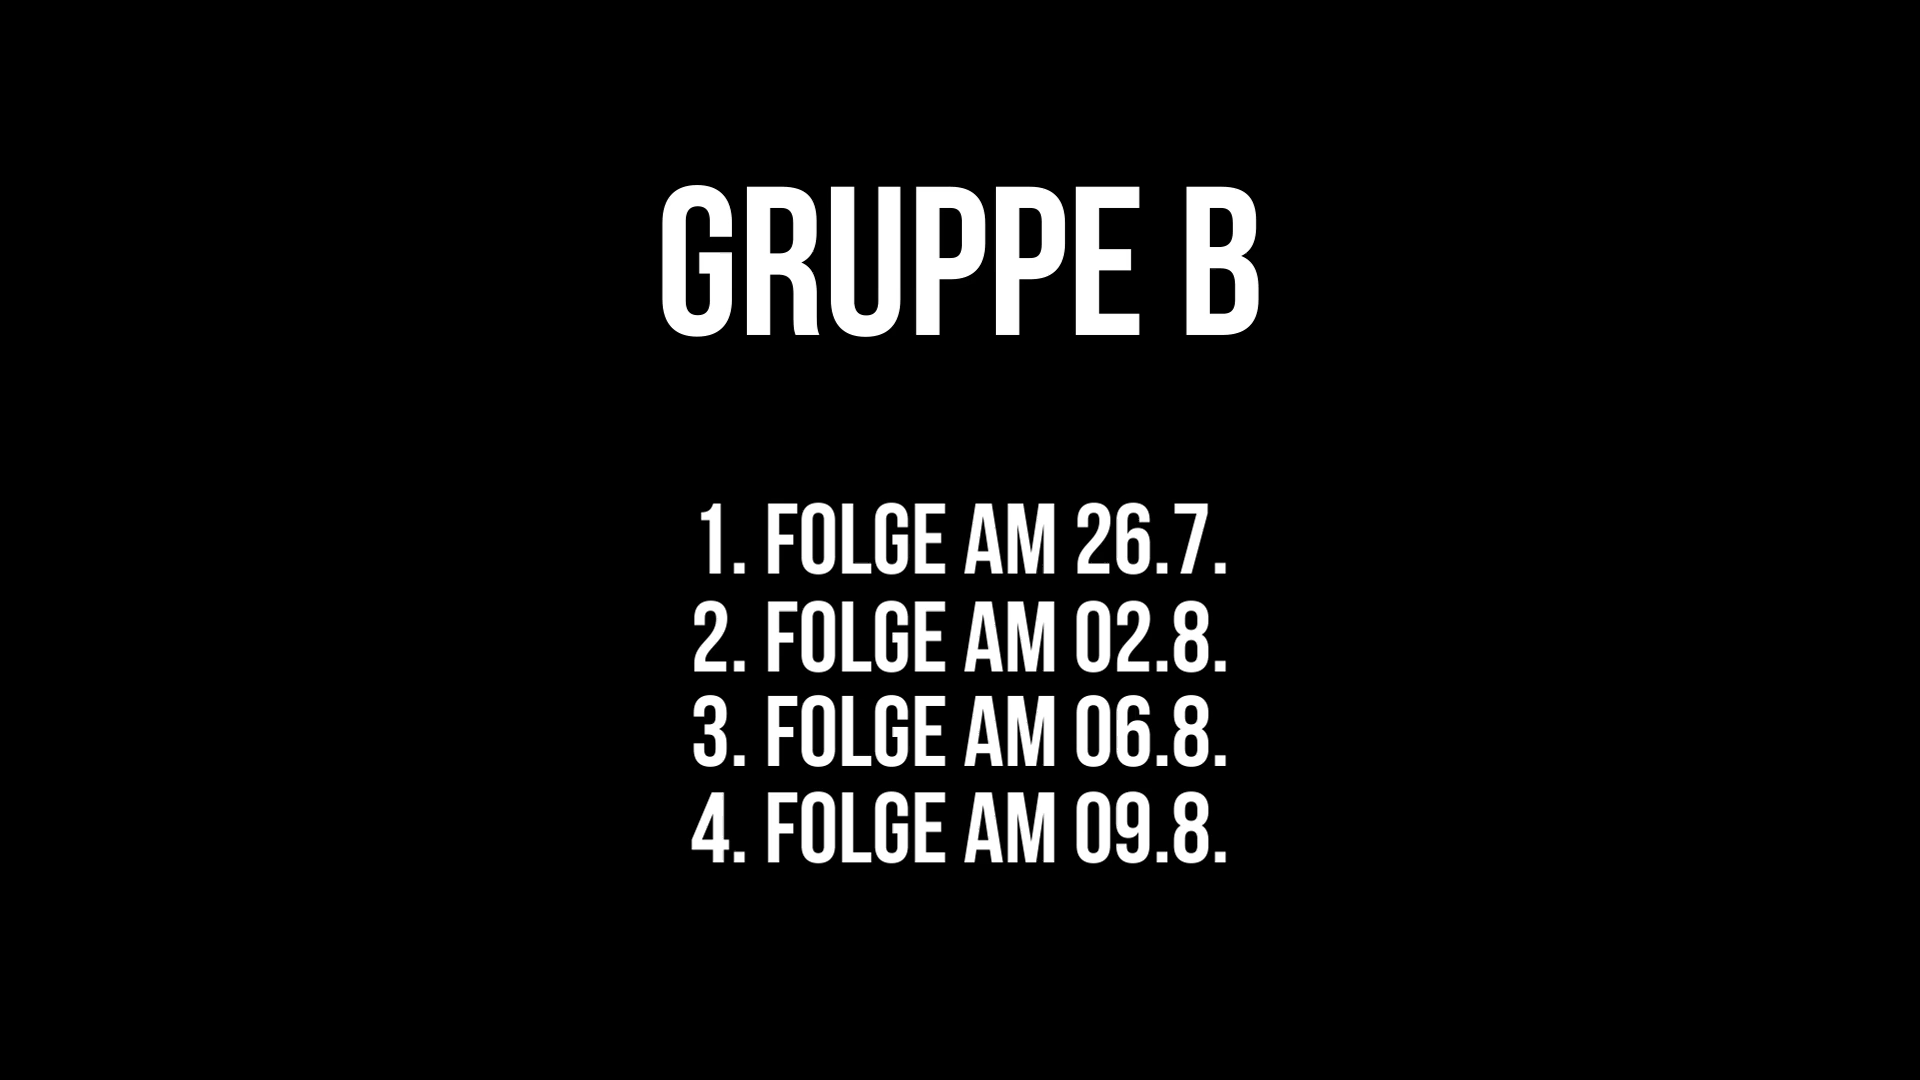 GRUPPE B
1. FOLGE AM 26.7.
2. FOLGE AM 02.8.
3. FOLGE AM 06.8.
4. FOLGE AM 09.8.